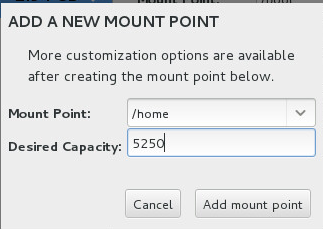 ADD A NEW MOUNT POINT
More customization options are available
after creating the mount point below.
Mount Point: /home
Desired Capacity: 5250
Cancel Add mount point